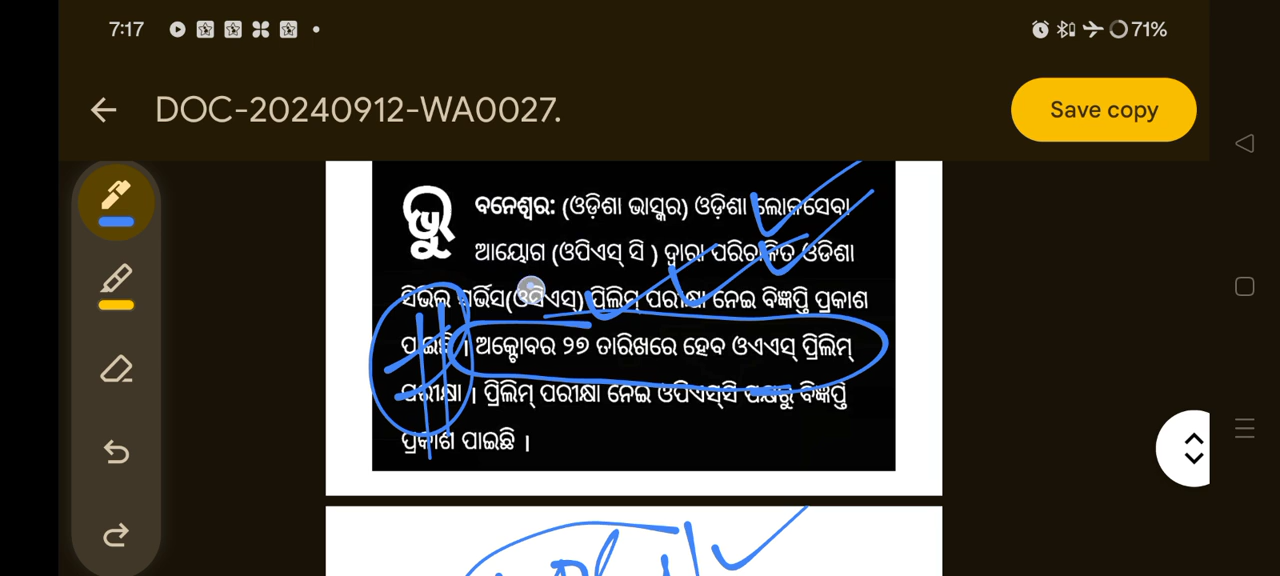 7:17 71%
DOC-20240912-WA0027.
Save copy
ଭୁବନେଶ୍ୱର: (ଓଡ଼ିଶା ଭାସ୍କର) ଓଡ଼ିଶା ଲୋକସେବା
ଆୟୋଗ (ଓପିଏସ୍ ସି ) ଦ୍ୱାରା ପରିଚାଳିତ ଓଡିଶା
ସିଭିଲ ସର୍ଭିସ(ଓସିଏସ୍) ପ୍ରିଲିମ୍ ପରୀକ୍ଷା ନେଇ ବିଜ୍ଞପ୍ତି ପ୍ରକାଶ
ପାଇଛି । ଅକ୍ଟୋବର ୨୭ ତାରିଖରେ ହେବ ଓଏଏସ୍ ପ୍ରିଲିମ୍
ପରୀକ୍ଷା । ପ୍ରିଲିମ୍ ପରୀକ୍ଷା ନେଇ ଓପିଏସ୍‌ସି ପକ୍ଷରୁ ବିଜ୍ଞପ୍ତି
ପ୍ରକାଶ ପାଇଛି ।